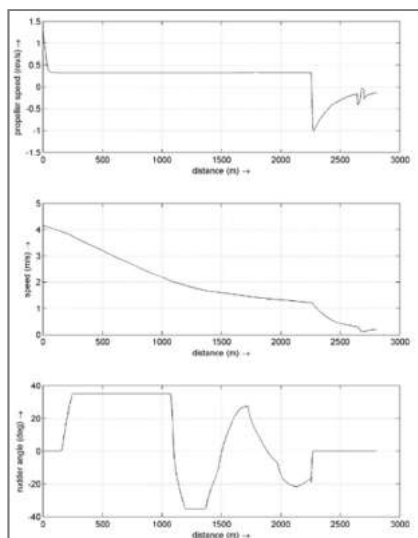 propeller speed (rev/s) →
1.5
1
0.5
0
-0.5
-1
-1.5
0 500 1000 1500 2000 2500 3000
distance (m) →
speed (m/s) →
5
4
3
2
1
0
0 500 1000 1500 2000 2500 3000
distance (m) →
rudder angle (deg) →
40
20
0
-20
-40
0 500 1000 1500 2000 2500 3000
distance (m) →